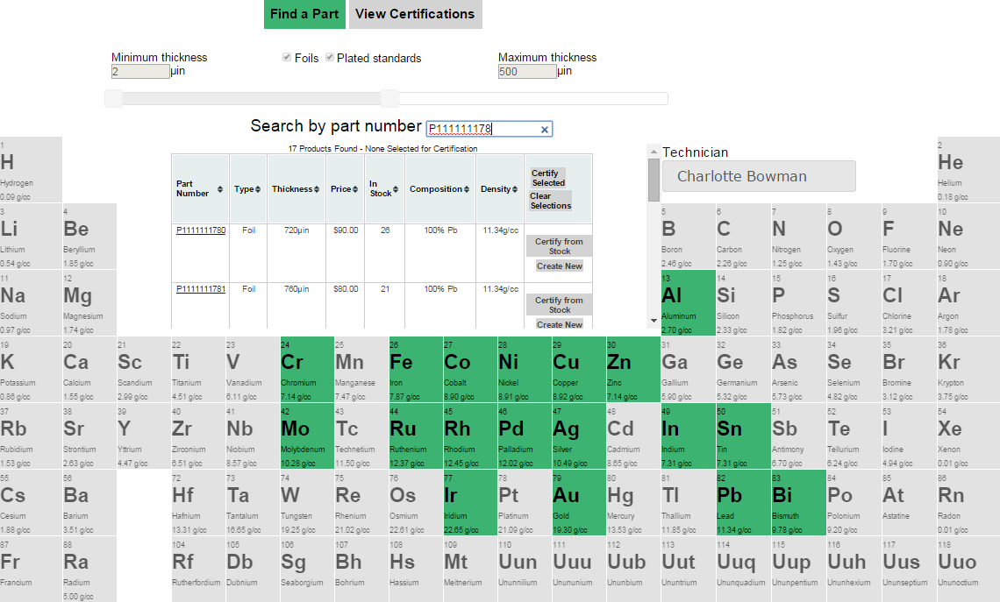 Find a Part View Certifications
Minimum thickness
2 µin
Foils Plated standards
Maximum thickness
500 µin
Search by part number P111111178 ×
17 Products Found - None Selected for Certification
Part Number Type Thickness Price In Stock Composition Density Certify Selected Clear Selections
P1111111780 Foil 720µin $90.00 26 100% Pb 11.34g/cc Certify from Stock Create New
P1111111781 Foil 760µin $80.00 21 100% Pb 11.34g/cc Certify from Stock Create New
Technician
Charlotte Bowman
1 2
H He
Hydrogen Helium
0.09 g/cc 0.18 g/cc
3 4 5 6 7 8 9 10
Li Be B C N O F Ne
Lithium Beryllium Boron Carbon Nitrogen Oxygen Fluorine Neon
0.54 g/cc 1.85 g/cc 2.46 g/cc 2.26 g/cc 1.25 g/cc 1.43 g/cc 1.70 g/cc 0.90 g/cc
11 12 13 14 15 16 17 18
Na Mg Al Si P S Cl Ar
Sodium Magnesium Aluminum Silicon Phosphorus Sulfur Chlorine Argon
0.97 g/cc 1.74 g/cc 2.70 g/cc 2.33 g/cc 1.82 g/cc 1.96 g/cc 3.21 g/cc 1.78 g/cc
19 20 21 22 23 24 25 26 27 28 29 30 31 32 33 34 35 36
K Ca Sc Ti V Cr Mn Fe Co Ni Cu Zn Ga Ge As Se Br Kr
Potassium Calcium Scandium Titanium Vanadium Chromium Manganese Iron Cobalt Nickel Copper Zinc Gallium Germanium Arsenic Selenium Bromine Krypton
0.86 g/cc 1.55 g/cc 2.99 g/cc 4.51 g/cc 6.11 g/cc 7.14 g/cc 7.47 g/cc 7.87 g/cc 8.90 g/cc 8.91 g/cc 8.92 g/cc 7.14 g/cc 5.90 g/cc 5.32 g/cc 5.73 g/cc 4.82 g/cc 3.12 g/cc 3.75 g/cc
37 38 39 40 41 42 43 44 45 46 47 48 49 50 51 52 53 54
Rb Sr Y Zr Nb Mo Tc Ru Rh Pd Ag Cd In Sn Sb Te I Xe
Rubidium Strontium Yttrium Zirconium Niobium Molybdenum Technetium Ruthenium Rhodium Palladium Silver Cadmium Indium Tin Antimony Tellurium Iodine Xenon
1.53 g/cc 2.63 g/cc 4.47 g/cc 6.51 g/cc 8.57 g/cc 10.28 g/cc 11.50 g/cc 12.37 g/cc 12.45 g/cc 12.02 g/cc 10.49 g/cc 8.65 g/cc 7.31 g/cc 7.31 g/cc 6.70 g/cc 6.24 g/cc 4.94 g/cc 0.01 g/cc
55 56 72 73 74 75 76 77 78 79 80 81 82 83 84 85 86
Cs Ba Hf Ta W Re Os Ir Pt Au Hg Tl Pb Bi Po At Rn
Cesium Barium Hafnium Tantalum Tungsten Rhenium Osmium Iridium Platinum Gold Mercury Thallium Lead Bismuth Polonium Astatine Radon
1.88 g/cc 3.51 g/cc 13.31 g/cc 16.65 g/cc 19.25 g/cc 21.02 g/cc 22.61 g/cc 22.65 g/cc 21.09 g/cc 19.30 g/cc 13.53 g/cc 11.85 g/cc 11.34 g/cc 9.78 g/cc 9.20 g/cc 0.01 g/cc
87 88 104 105 106 107 108 109 110 111 112 113 114 115 116 117 118
Fr Ra Rf Db Sg Bh Hs Mt Uun Uuu Uub Uut Uuq Uup Uuh Uus Uuo
Francium Radium Rutherfordium Dubnium Seaborgium Bohrium Hassium Meitnerium Ununnilium Unununium Ununbium Ununtrium Ununquadium Ununpentium Ununhexium Ununseptium Ununoctium
5.00 g/cc